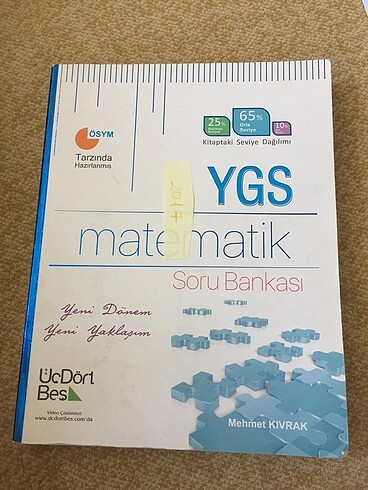 25%
65%
Orta
Seviye
10%
Kitaptaki Seviye Dağılımı
ÖSYM
Tarzında
Hazırlanmış
2017
YGS
matematik
Soru Bankası
Yeni Dönem
Yeni Yaklaşım
ÜçDört
Beş
Video Çözümleri
www.ucdortbes.com'da
Mehmet KIVRAK